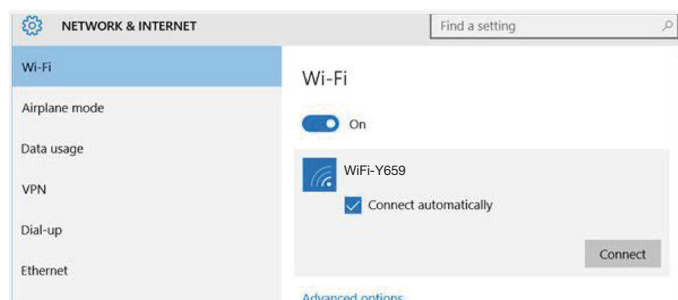 NETWORK & INTERNET
Find a setting
Wi-Fi
Airplane mode
Data usage
VPN
Dial-up
Ethernet
Wi-Fi
On
WiFi-Y659
Connect automatically
Connect
Advanced options